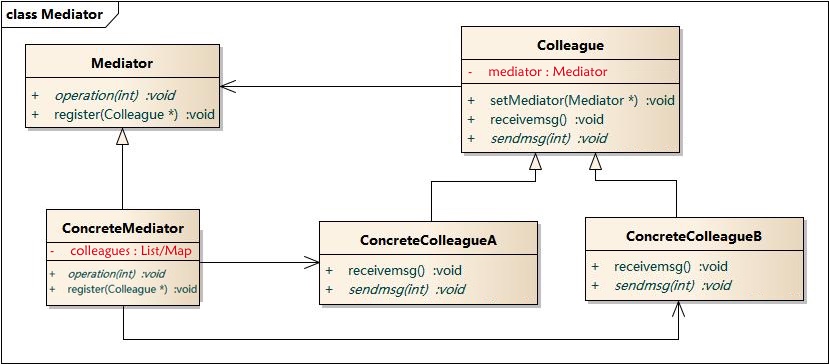 class Mediator
Mediator
+ operation(int) :void
+ register(Colleague *) :void
Colleague
- mediator : Mediator
+ setMediator(Mediator *) :void
+ receivemsg() :void
+ sendmsg(int) :void
ConcreteMediator
- colleagues : List/Map
+ operation(int) :void
+ register(Colleague *) :void
ConcreteColleagueA
+ receivemsg() :void
+ sendmsg(int) :void
ConcreteColleagueB
+ receivemsg() :void
+ sendmsg(int) :void